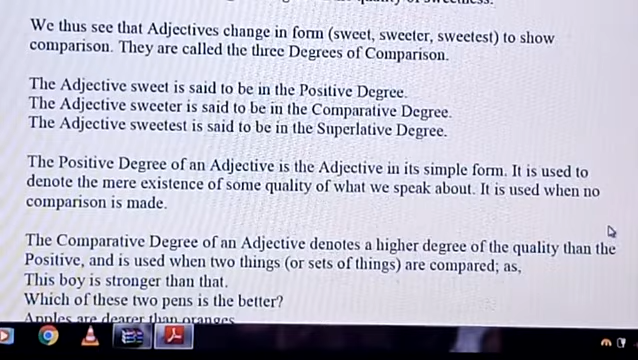 We thus see that Adjectives change in form (sweet, sweeter, sweetest) to show
comparison. They are called the three Degrees of Comparison.
The Adjective sweet is said to be in the Positive Degree.
The Adjective sweeter is said to be in the Comparative Degree.
The Adjective sweetest is said to be in the Superlative Degree.
The Positive Degree of an Adjective is the Adjective in its simple form. It is used to
denote the mere existence of some quality of what we speak about. It is used when no
comparison is made.
The Comparative Degree of an Adjective denotes a higher degree of the quality than the
Positive, and is used when two things (or sets of things) are compared; as,
This boy is stronger than that.
Which of these two pens is the better?
Apples are dearer than oranges